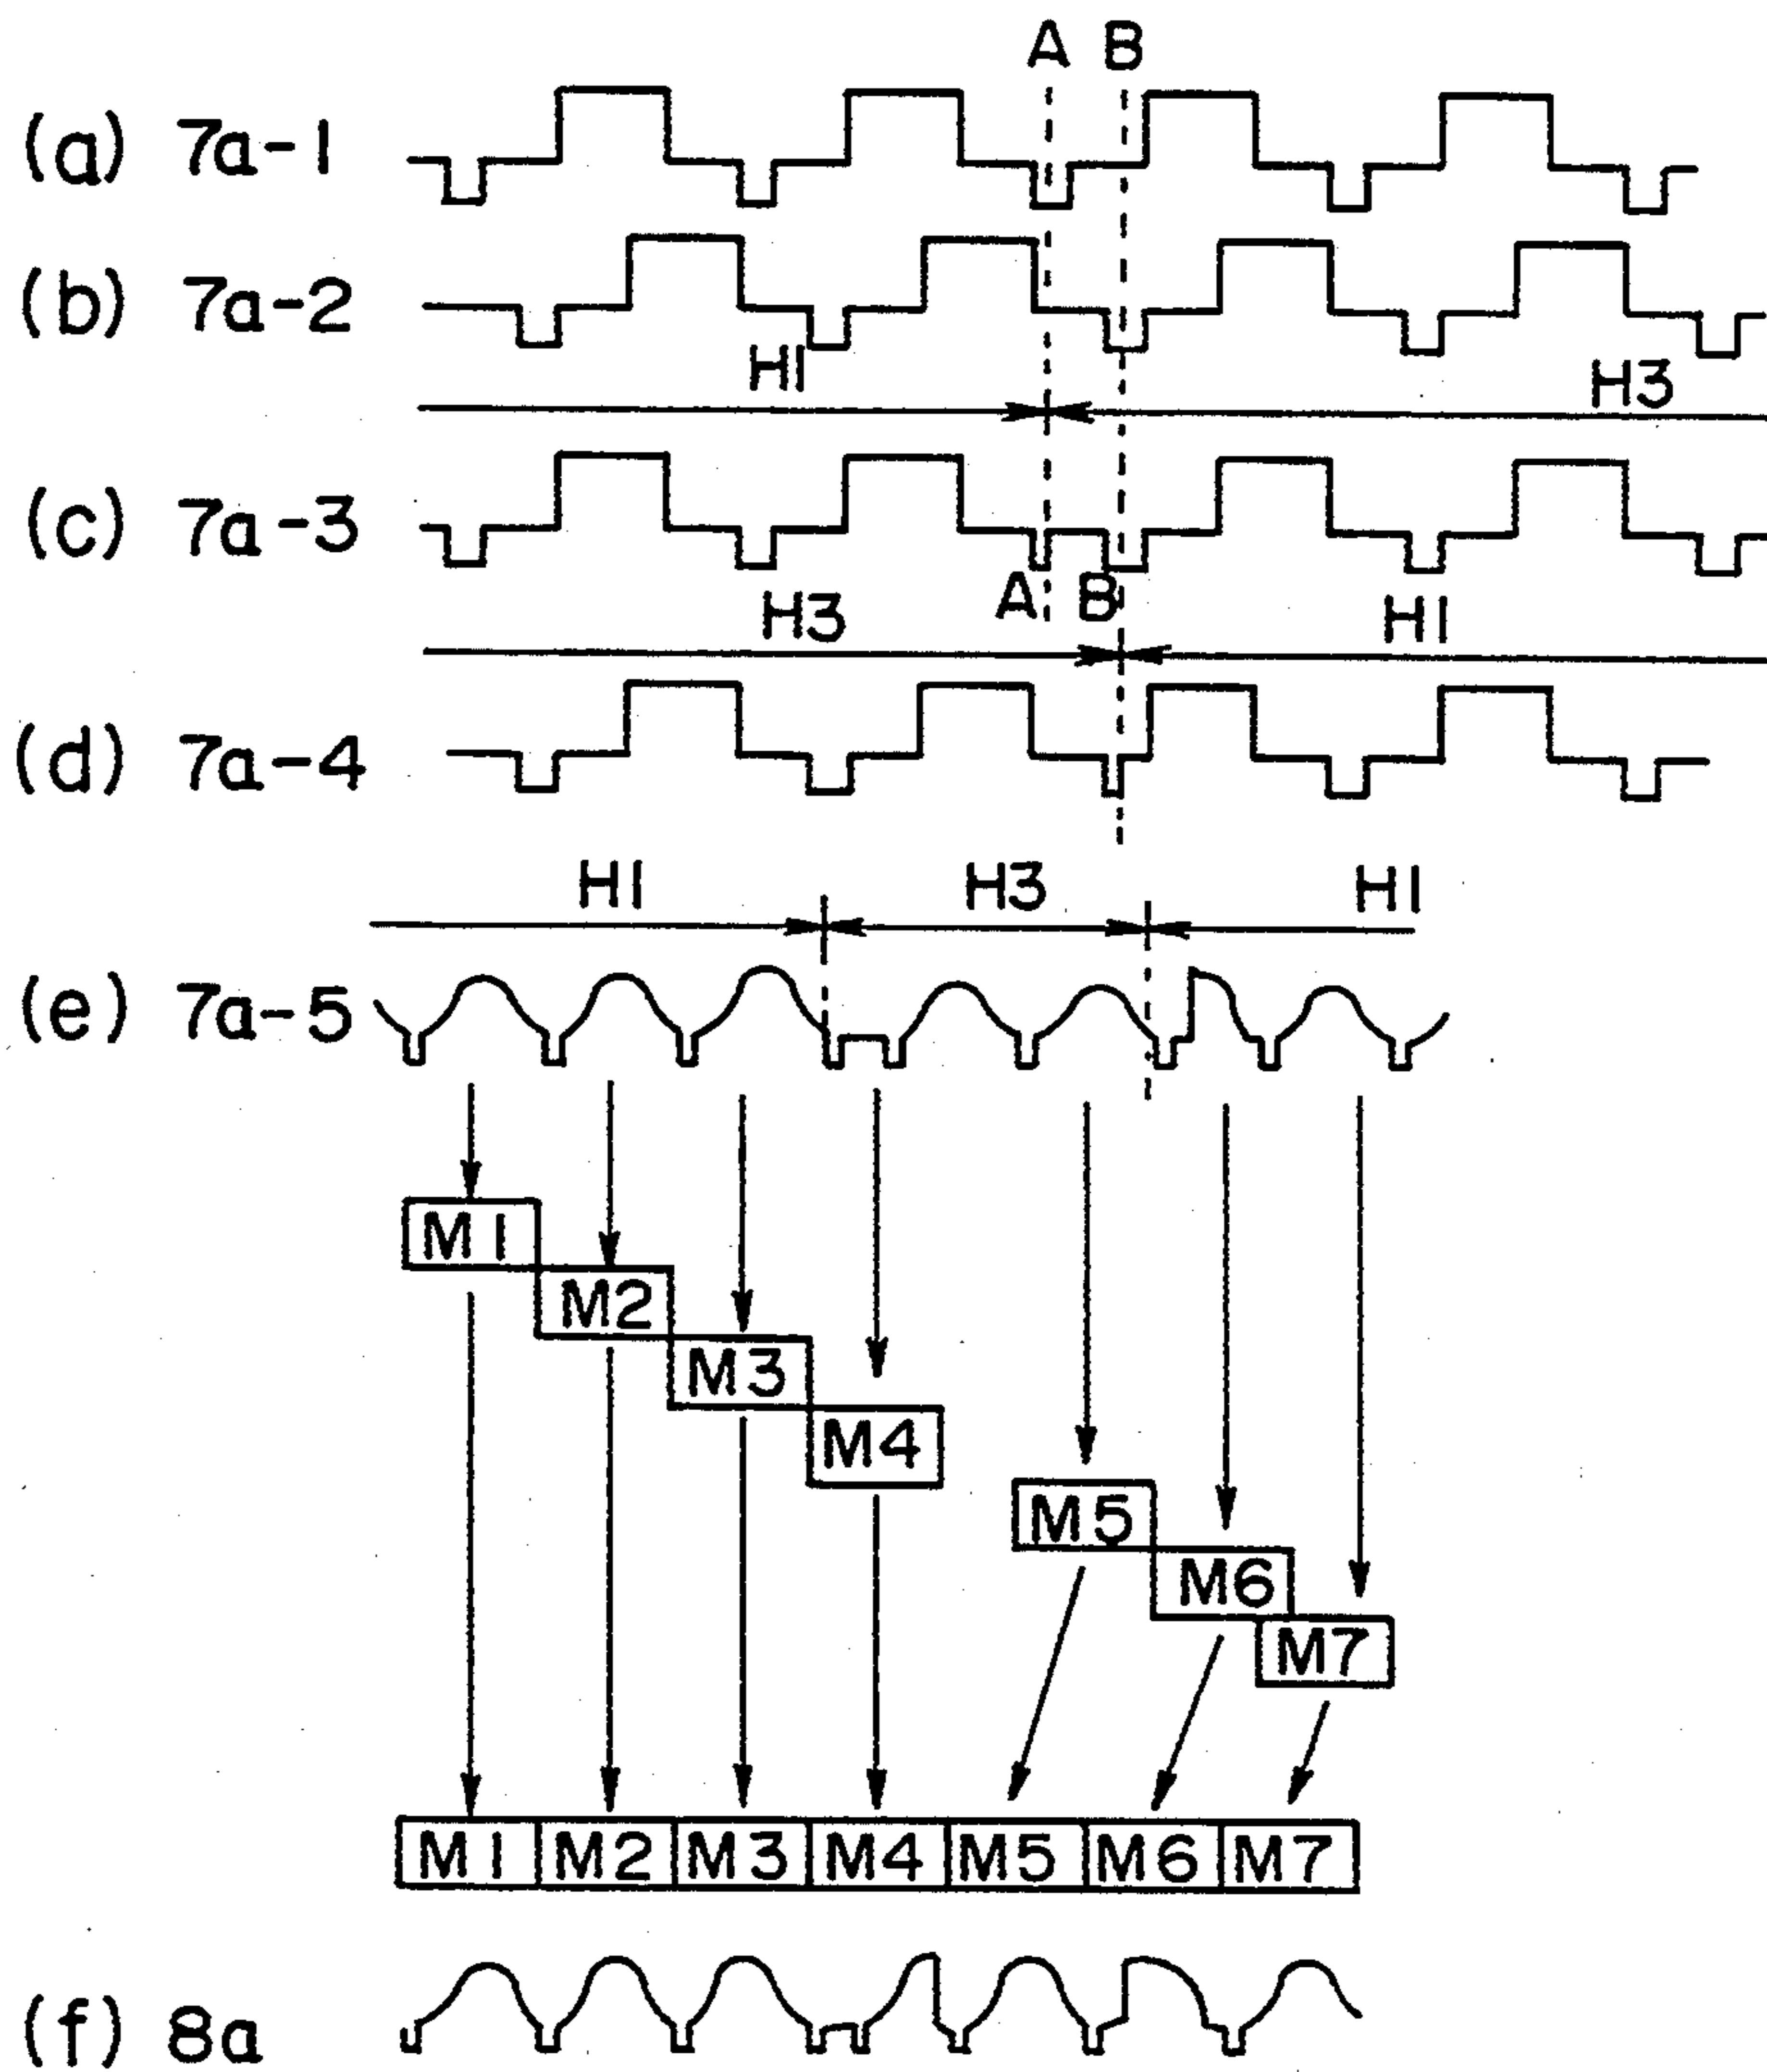 A B
(a) 7a-1
(b) 7a-2
H1 H3
(c) 7a-3
A B
H3 H1
(d) 7a-4
H1 H3 H1
(e) 7a-5
M1
M2
M3
M4
M5
M6
M7
M1 M2 M3 M4 M5 M6 M7
(f) 8a